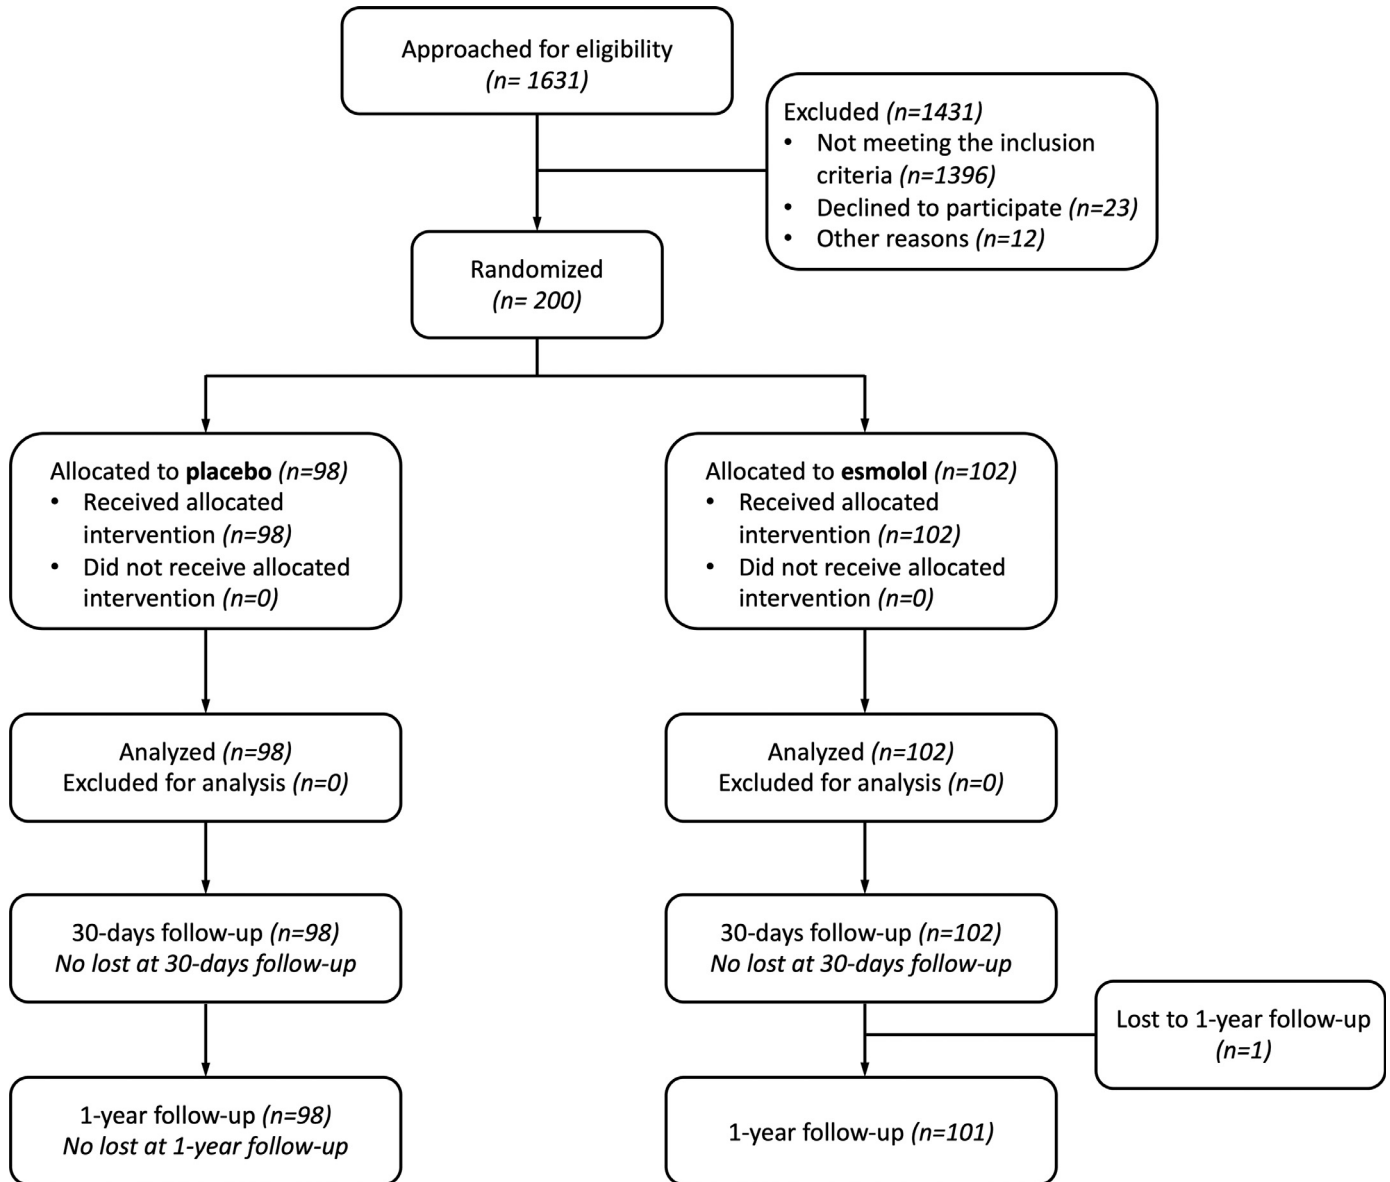 Approached for eligibility
(n= 1631)
Excluded (n=1431)
• Not meeting the inclusion
criteria (n=1396)
• Declined to participate (n=23)
• Other reasons (n=12)
Randomized
(n= 200)
Allocated to placebo (n=98)
• Received allocated
intervention (n=98)
• Did not receive allocated
intervention (n=0)
Allocated to esmolol (n=102)
• Received allocated
intervention (n=102)
• Did not receive allocated
intervention (n=0)
Analyzed (n=98)
Excluded for analysis (n=0)
Analyzed (n=102)
Excluded for analysis (n=0)
30-days follow-up (n=98)
No lost at 30-days follow-up
30-days follow-up (n=102)
No lost at 30-days follow-up
Lost to 1-year follow-up
(n=1)
1-year follow-up (n=98)
No lost at 1-year follow-up
1-year follow-up (n=101)